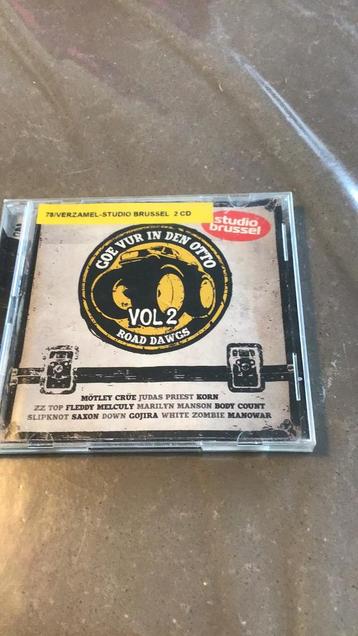 78/VERZAMEL-STUDIO BRUSSEL 2 CD
studio
brussel
GOE VUR IN DEN OTTO
VOL 2
ROAD DAWGS
MÖTLEY CRÜE JUDAS PRIEST KORN
ZZ TOP FLEDDY MELCULY MARILYN MANSON BODY COUNT
SLIPKNOT SAXON DOWN GOJIRA WHITE ZOMBIE MANOWAR